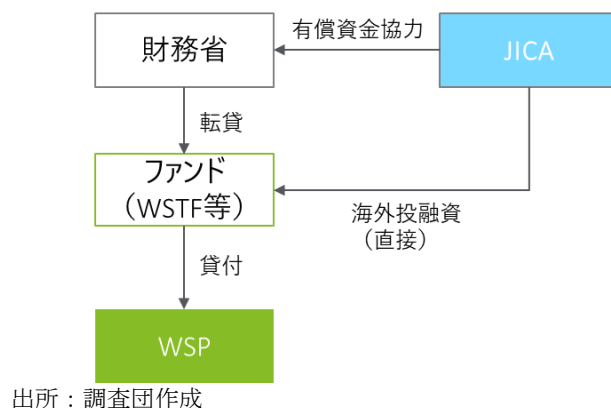 財務省
有償資金協力
JICA
転貸
ファンド
（WSTF等）
海外投融資
（直接）
貸付
WSP
出所：調査団作成